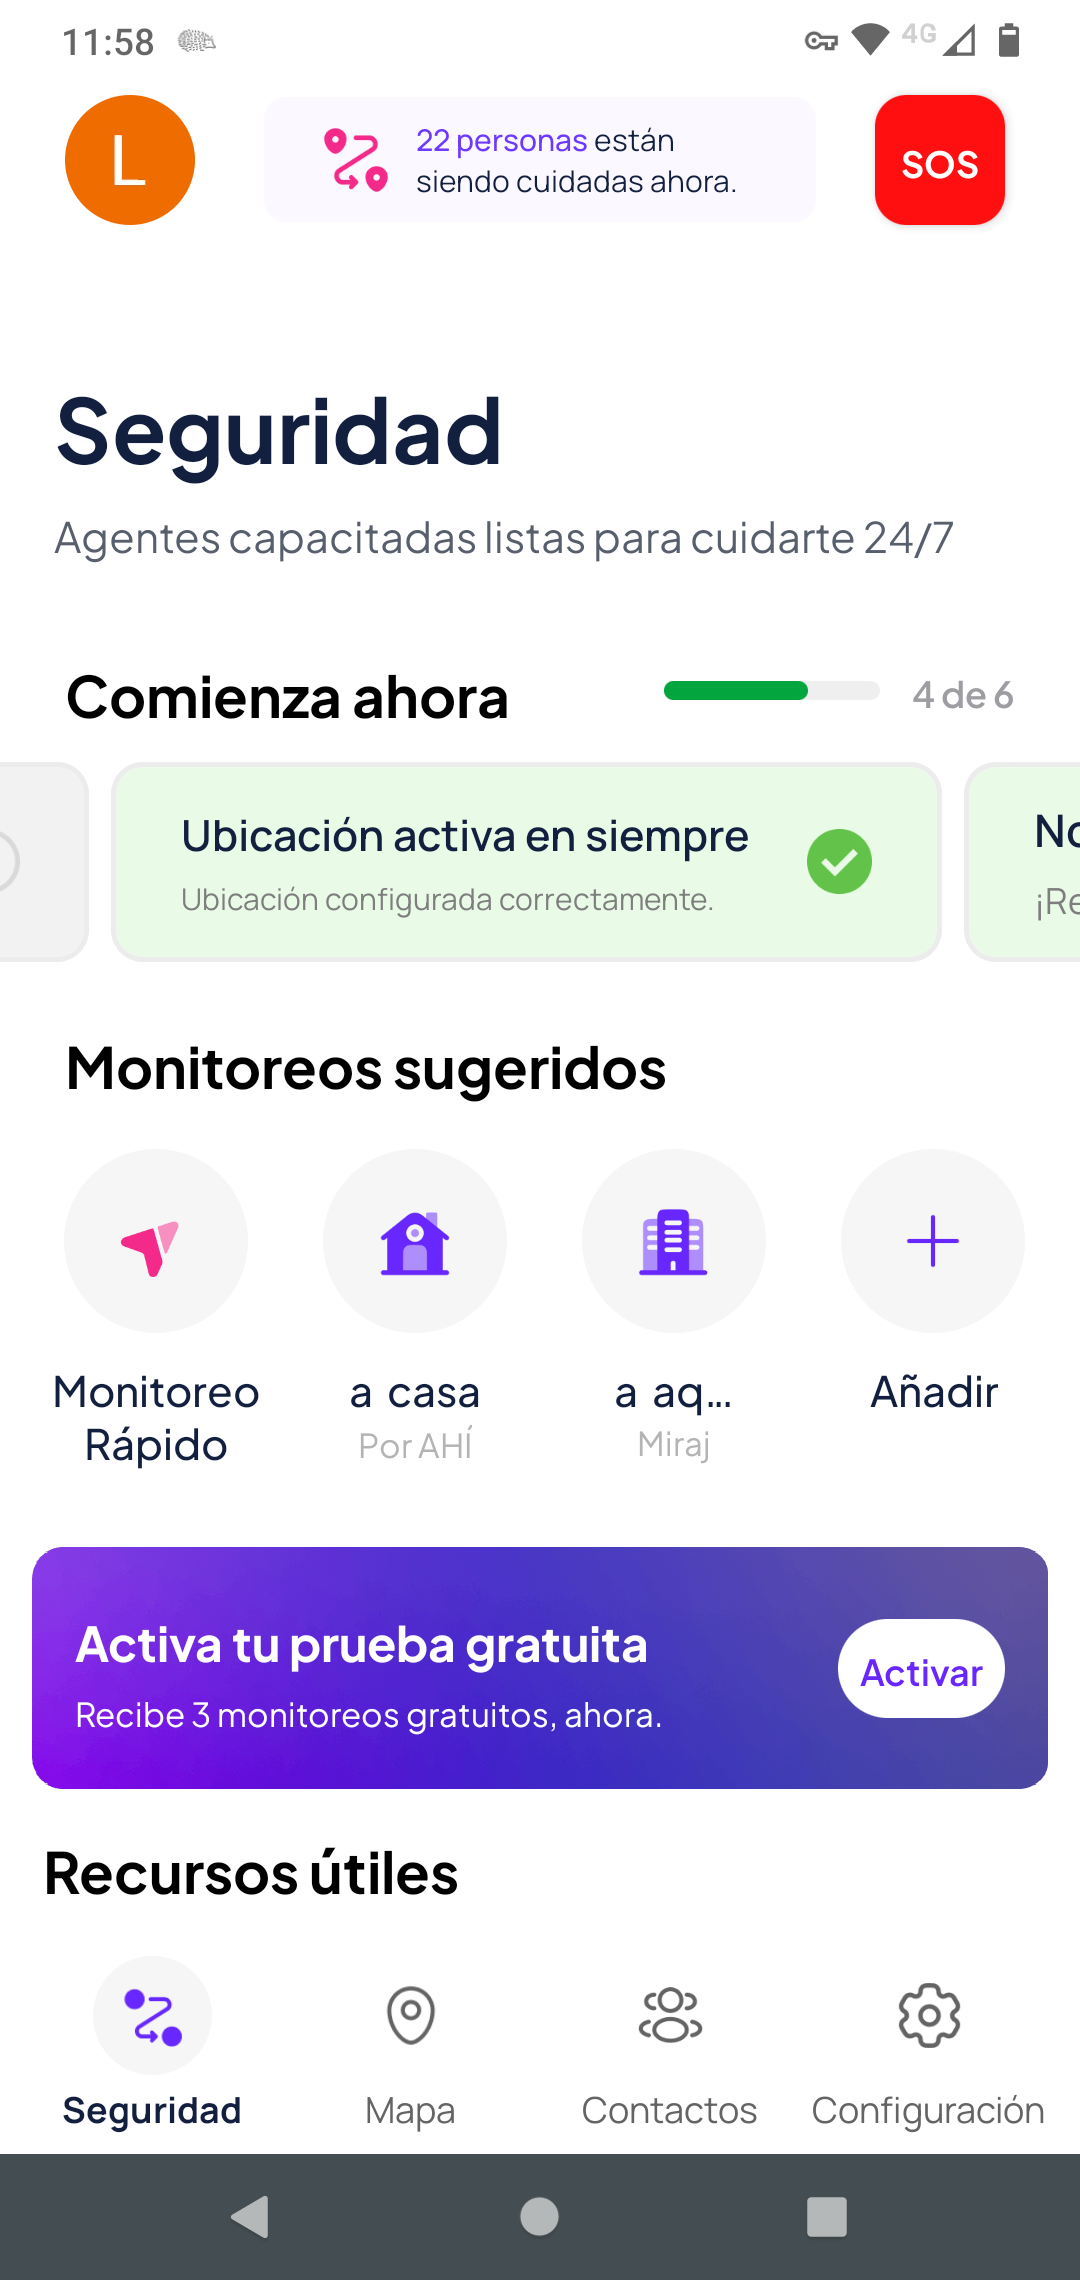 11:58
4G
L
22 personas están
siendo cuidadas ahora.
SOS
Seguridad
Agentes capacitadas listas para cuidarte 24/7
Comienza ahora
4 de 6
Ubicación activa en siempre
Ubicación configurada correctamente.
No
¡Re
Monitoreos sugeridos
Monitoreo
Rápido
a casa
Por AHÍ
a aq...
Miraj
Añadir
Activa tu prueba gratuita
Recibe 3 monitoreos gratuitos, ahora.
Activar
Recursos útiles
Seguridad
Mapa
Contactos
Configuración